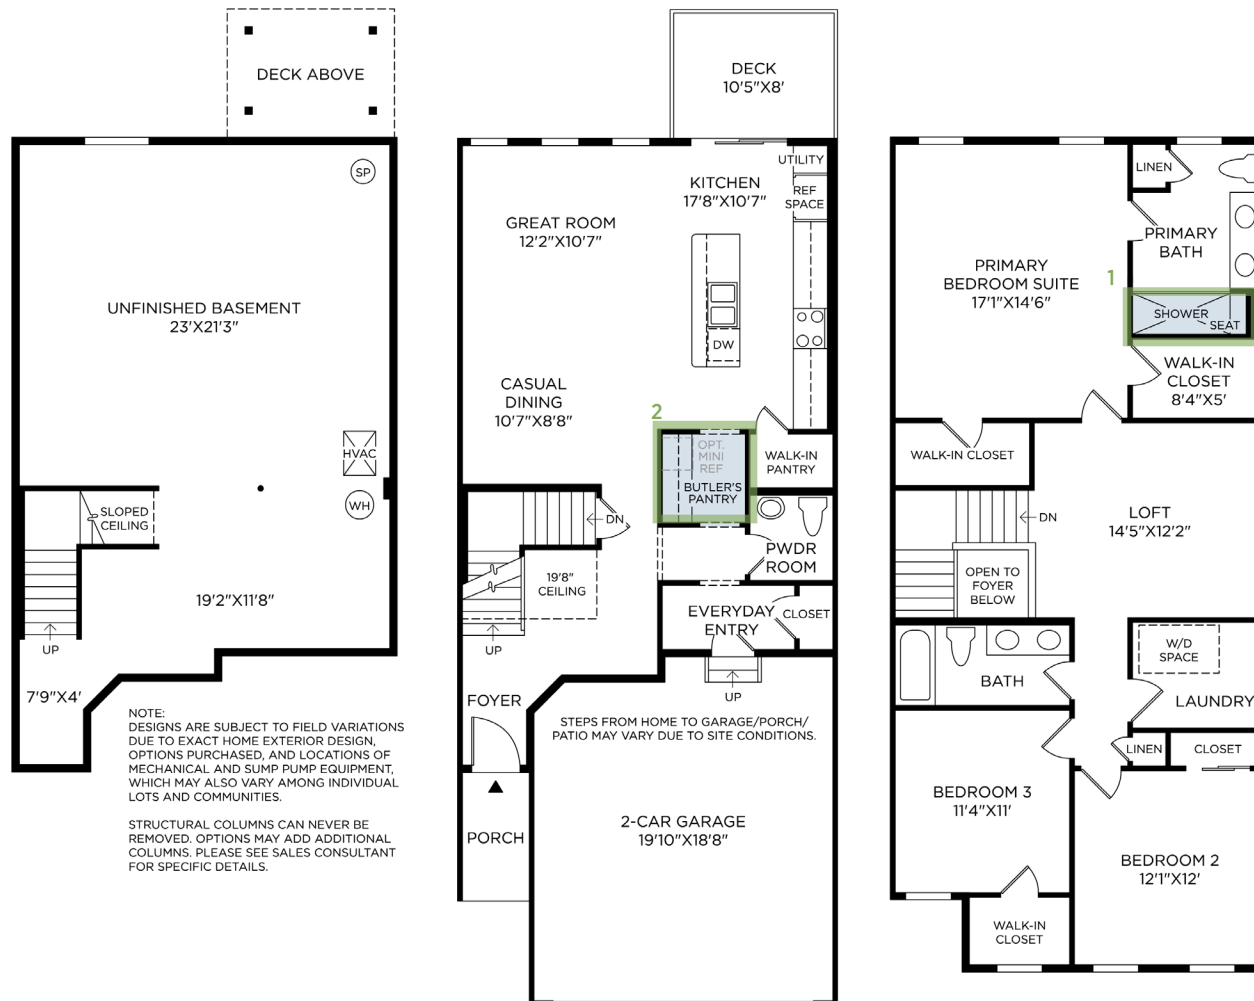 DECK ABOVE
SP
UNFINISHED BASEMENT
23'X21'3"
HVAC
WH
SLOPED
CEILING
19'2"X11'8"
UP
7'9"X4'
NOTE:
DESIGNS ARE SUBJECT TO FIELD VARIATIONS
DUE TO EXACT HOME EXTERIOR DESIGN,
OPTIONS PURCHASED, AND LOCATIONS OF
MECHANICAL AND SUMP PUMP EQUIPMENT,
WHICH MAY ALSO VARY AMONG INDIVIDUAL
LOTS AND COMMUNITIES.
STRUCTURAL COLUMNS CAN NEVER BE
REMOVED. OPTIONS MAY ADD ADDITIONAL
COLUMNS. PLEASE SEE SALES CONSULTANT
FOR SPECIFIC DETAILS.
DECK
10'5"X8'
UTILITY
KITCHEN
17'8"X10'7"
REF
SPACE
GREAT ROOM
12'2"X10'7"
DW
CASUAL
DINING
10'7"X8'8"
2
OPT.
MINI
REF
BUTLER'S
PANTRY
WALK-IN
PANTRY
DN
PWDR
ROOM
19'8"
CEILING
EVERYDAY
ENTRY
CLOSET
UP
UP
FOYER
STEPS FROM HOME TO GARAGE/PORCH/
PATIO MAY VARY DUE TO SITE CONDITIONS.
2-CAR GARAGE
19'10"X18'8"
PORCH
LINEN
PRIMARY
BATH
PRIMARY
BEDROOM SUITE
17'1"X14'6"
1
SHOWER
SEAT
WALK-IN
CLOSET
8'4"X5'
WALK-IN CLOSET
DN
LOFT
14'5"X12'2"
OPEN TO
FOYER
BELOW
W/D
SPACE
BATH
LAUNDRY
LINEN
CLOSET
BEDROOM 3
11'4"X11'
BEDROOM 2
12'1"X12'
WALK-IN
CLOSET